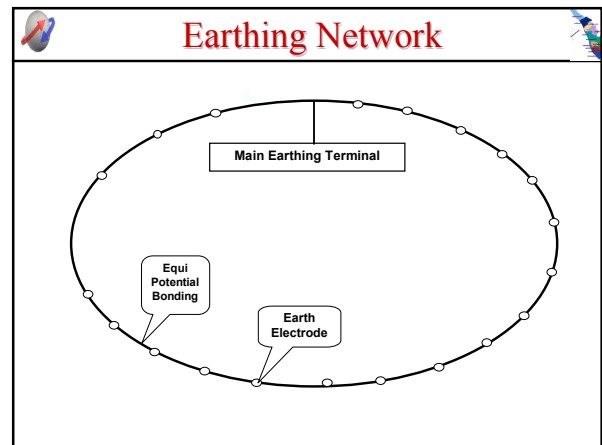 Earthing Network
Main Earthing Terminal
Equi
Potential
Bonding
Earth
Electrode